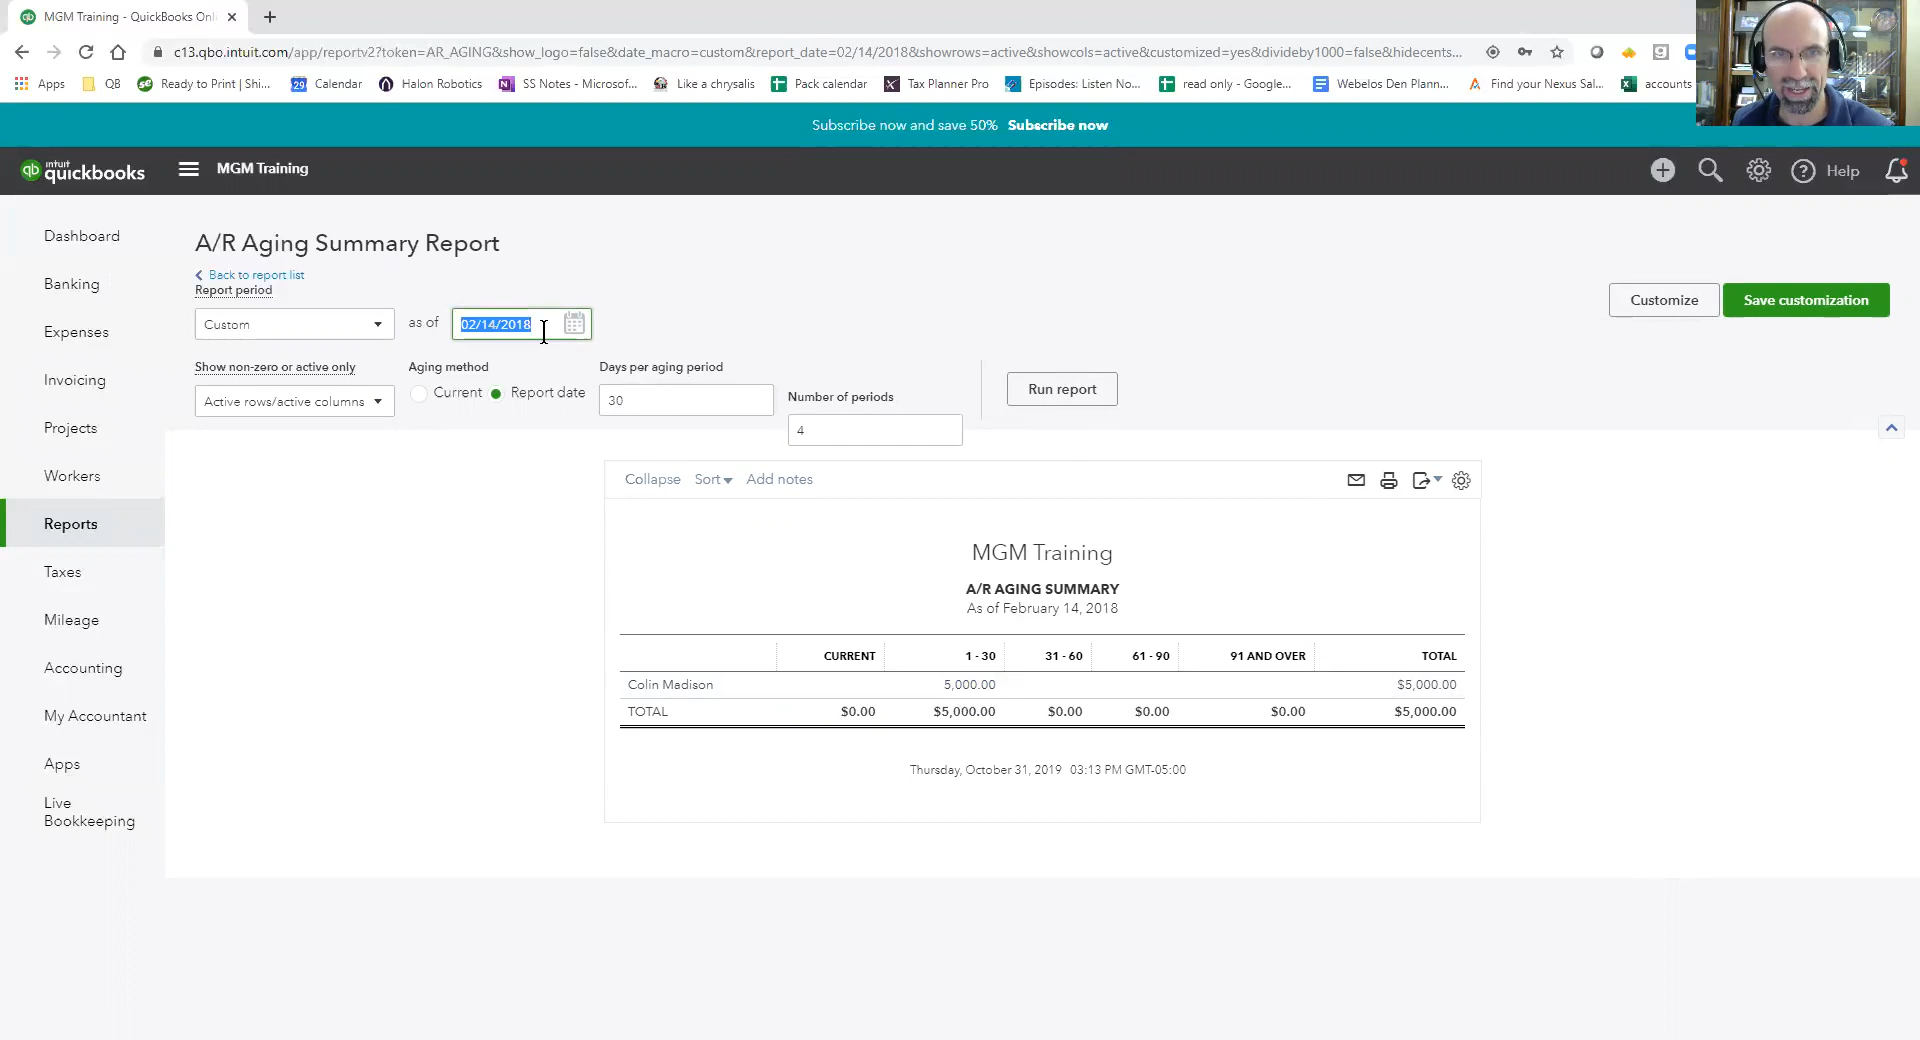 MGM Training - QuickBooks Onl
c13.qbo.intuit.com/app/reportv2?token=AR_AGING&show_logo=false&date_macro=custom&report_date=02/14/2018&showrows=active&showcols=active&customized=yes&divideby1000=false&hidecents...
Apps QB Ready to Print | Shi... Calendar Halon Robotics SS Notes - Microsof... Like a chrysalis Pack calendar Tax Planner Pro Episodes: Listen No... read only - Google... Webelos Den Plann... Find your Nexus Sal... accounts
Subscribe now and save 50% Subscribe now
intuit
quickbooks MGM Training Help
Dashboard
Banking
Expenses
Invoicing
Projects
Workers
Reports
Taxes
Mileage
Accounting
My Accountant
Apps
Live
Bookkeeping
A/R Aging Summary Report
Back to report list
Report period
Custom as of 02/14/2018
Customize Save customization
Show non-zero or active only Aging method Days per aging period
Active rows/active columns Current Report date 30
Number of periods
4
Run report
Collapse Sort Add notes
MGM Training
A/R AGING SUMMARY
As of February 14, 2018
CURRENT 1 - 30 31 - 60 61 - 90 91 AND OVER TOTAL
Colin Madison 5,000.00 $5,000.00
TOTAL $0.00 $5,000.00 $0.00 $0.00 $0.00 $5,000.00
Thursday, October 31, 2019 03:13 PM GMT-05:00